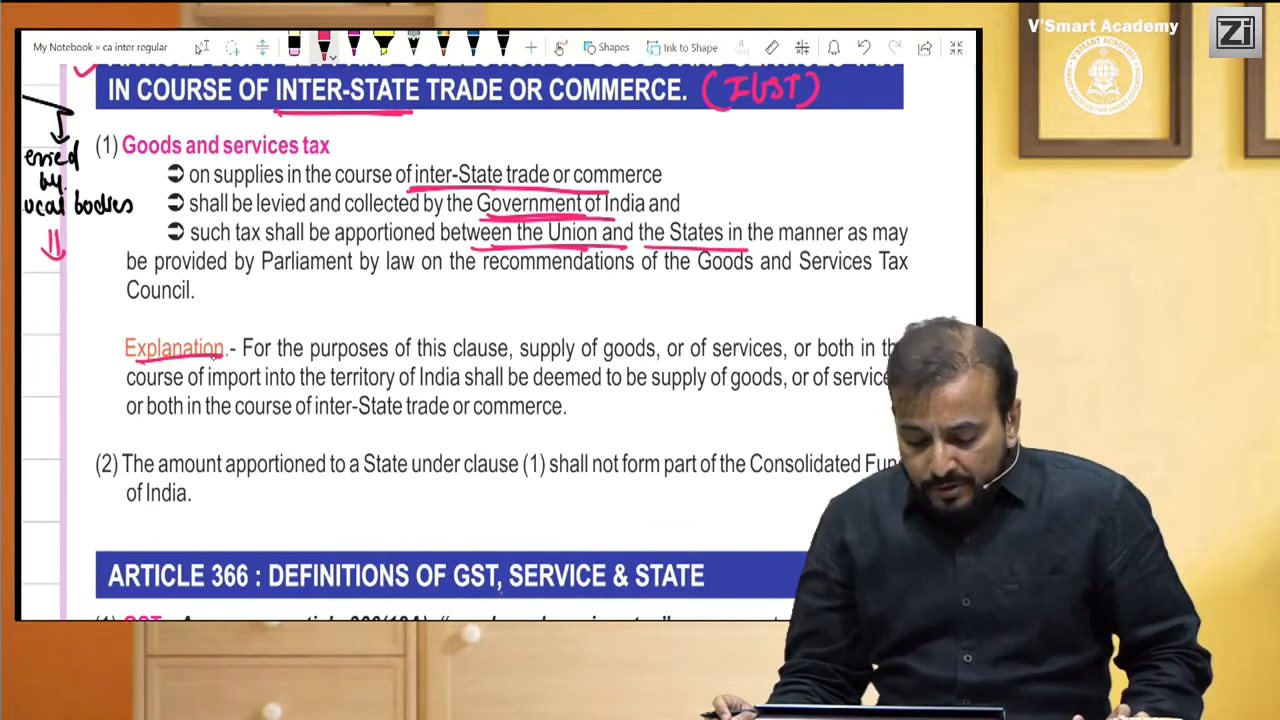 V'Smart Academy
Zi
My Notebook » ca inter regular
Shapes
Ink to Shape
IN COURSE OF INTER-STATE TRADE OR COMMERCE. (IGST)
(1) Goods and services tax
➲ on supplies in the course of inter-State trade or commerce
➲ shall be levied and collected by the Government of India and
➲ such tax shall be apportioned between the Union and the States in the manner as may
be provided by Parliament by law on the recommendations of the Goods and Services Tax
Council.
by
bodies
Explanation.- For the purposes of this clause, supply of goods, or of services, or both in
course of import into the territory of India shall be deemed to be supply of goods, or of
or both in the course of inter-State trade or commerce.
(2) The amount apportioned to a State under clause (1) shall not form part of the Consolidated
of India.
ARTICLE 366 : DEFINITIONS OF GST, SERVICE & STATE